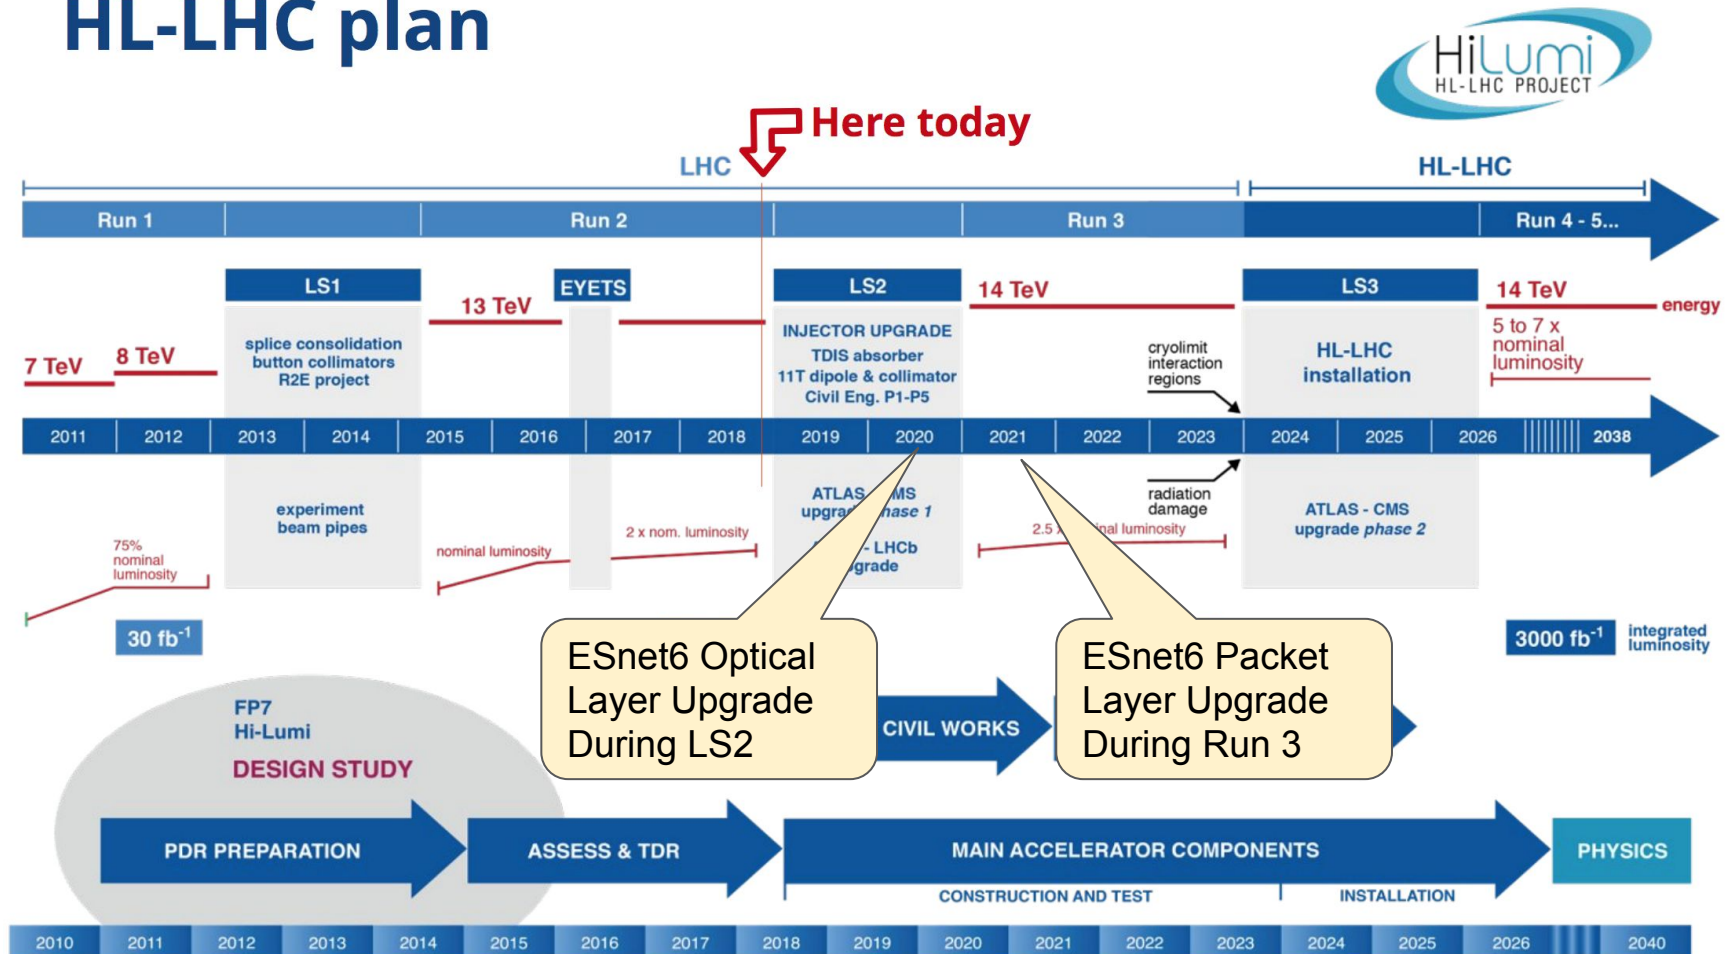 HL-LHC plan
HiLumi
HL-LHC PROJECT
Here today
LHC
HL-LHC
Run 1
Run 2
Run 3
Run 4 - 5...
LS1
EYETS
LS2
14 TeV
LS3
14 TeV
energy
13 TeV
splice consolidation
button collimators
R2E project
INJECTOR UPGRADE
TDIS absorber
11T dipole & collimator
Civil Eng. P1-P5
cryolimit
interaction
regions
HL-LHC
installation
5 to 7 x
nominal
luminosity
7 TeV
8 TeV
2011 2012 2013 2014 2015 2016 2017 2018 2019 2020 2021 2022 2023 2024 2025 2026 2038
experiment
beam pipes
ATLAS MS
upgra hase 1
- LHCb
grade
radiation
damage
ATLAS - CMS
upgrade phase 2
75%
nominal
luminosity
nominal luminosity
2 x nom. luminosity
2.5 nal luminosity
30 fb⁻¹
3000 fb⁻¹
integrated
luminosity
ESnet6 Optical
Layer Upgrade
During LS2
ESnet6 Packet
Layer Upgrade
During Run 3
FP7
Hi-Lumi
DESIGN STUDY
CIVIL WORKS
PDR PREPARATION
ASSESS & TDR
MAIN ACCELERATOR COMPONENTS
PHYSICS
CONSTRUCTION AND TEST
INSTALLATION
2010 2011 2012 2013 2014 2015 2016 2017 2018 2019 2020 2021 2022 2023 2024 2025 2026 2040